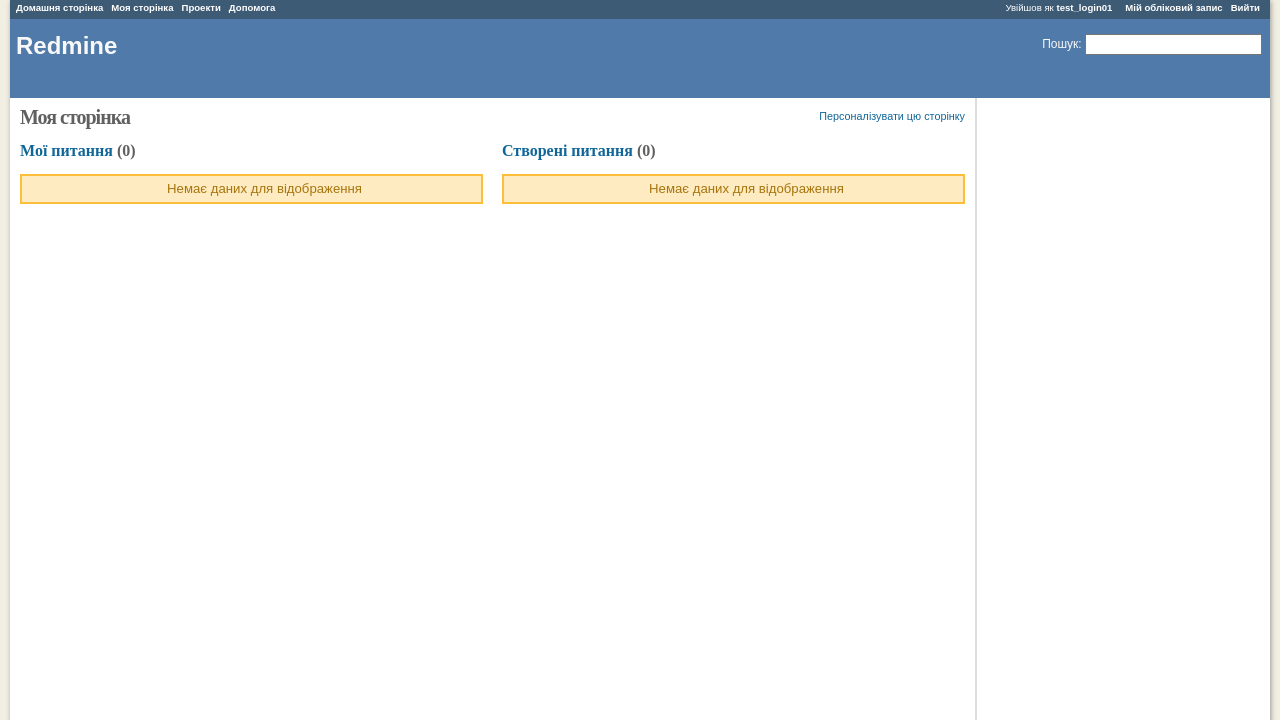 Домашня сторінка Моя сторінка Проекти Допомога Увійшов як test_login01 Мій обліковий запис Вийти
Redmine Пошук:
Моя сторінка Персоналізувати цю сторінку
Мої питання (0) Створені питання (0)
Немає даних для відображення Немає даних для відображення